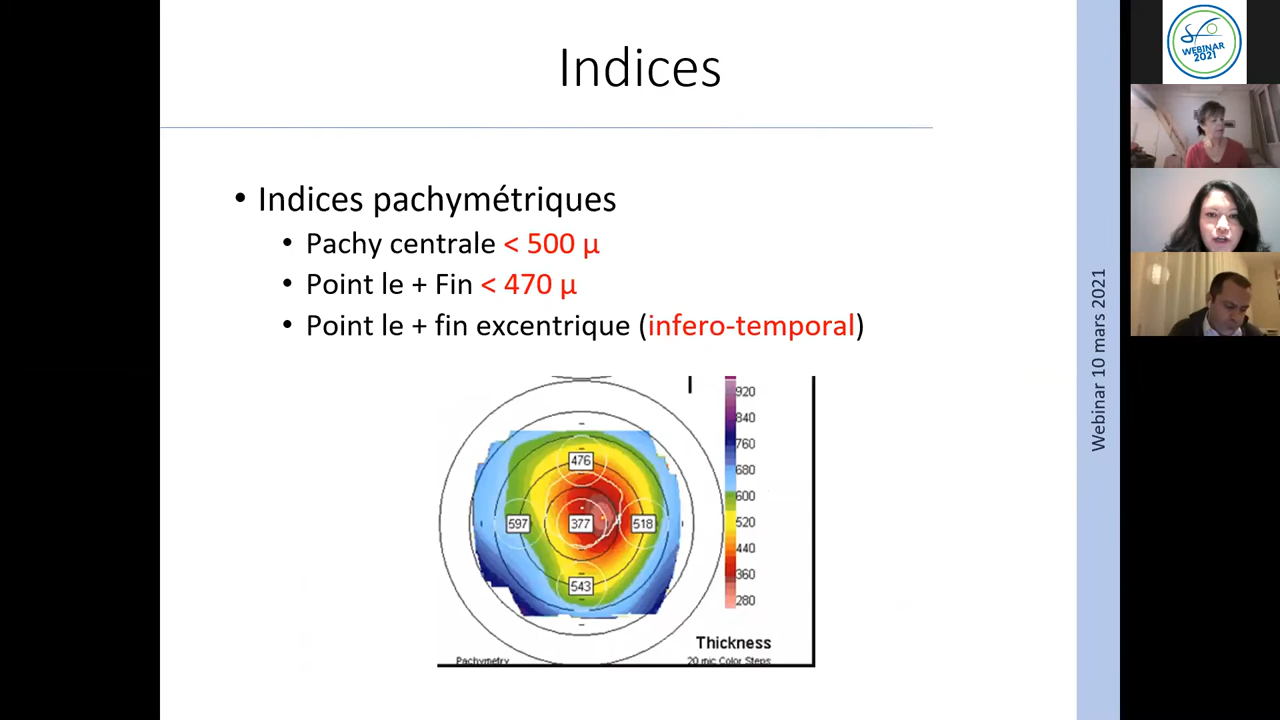 Indices
• Indices pachymétriques
• Pachy centrale < 500 µ
• Point le + Fin < 470 µ
• Point le + fin excentrique (infero-temporal)
476
597
377
518
543
920
840
760
680
600
520
440
360
280
Thickness
Pachymetry
20 mic Color Steps
Webinar 10 mars 2021
WEBINAR
2021